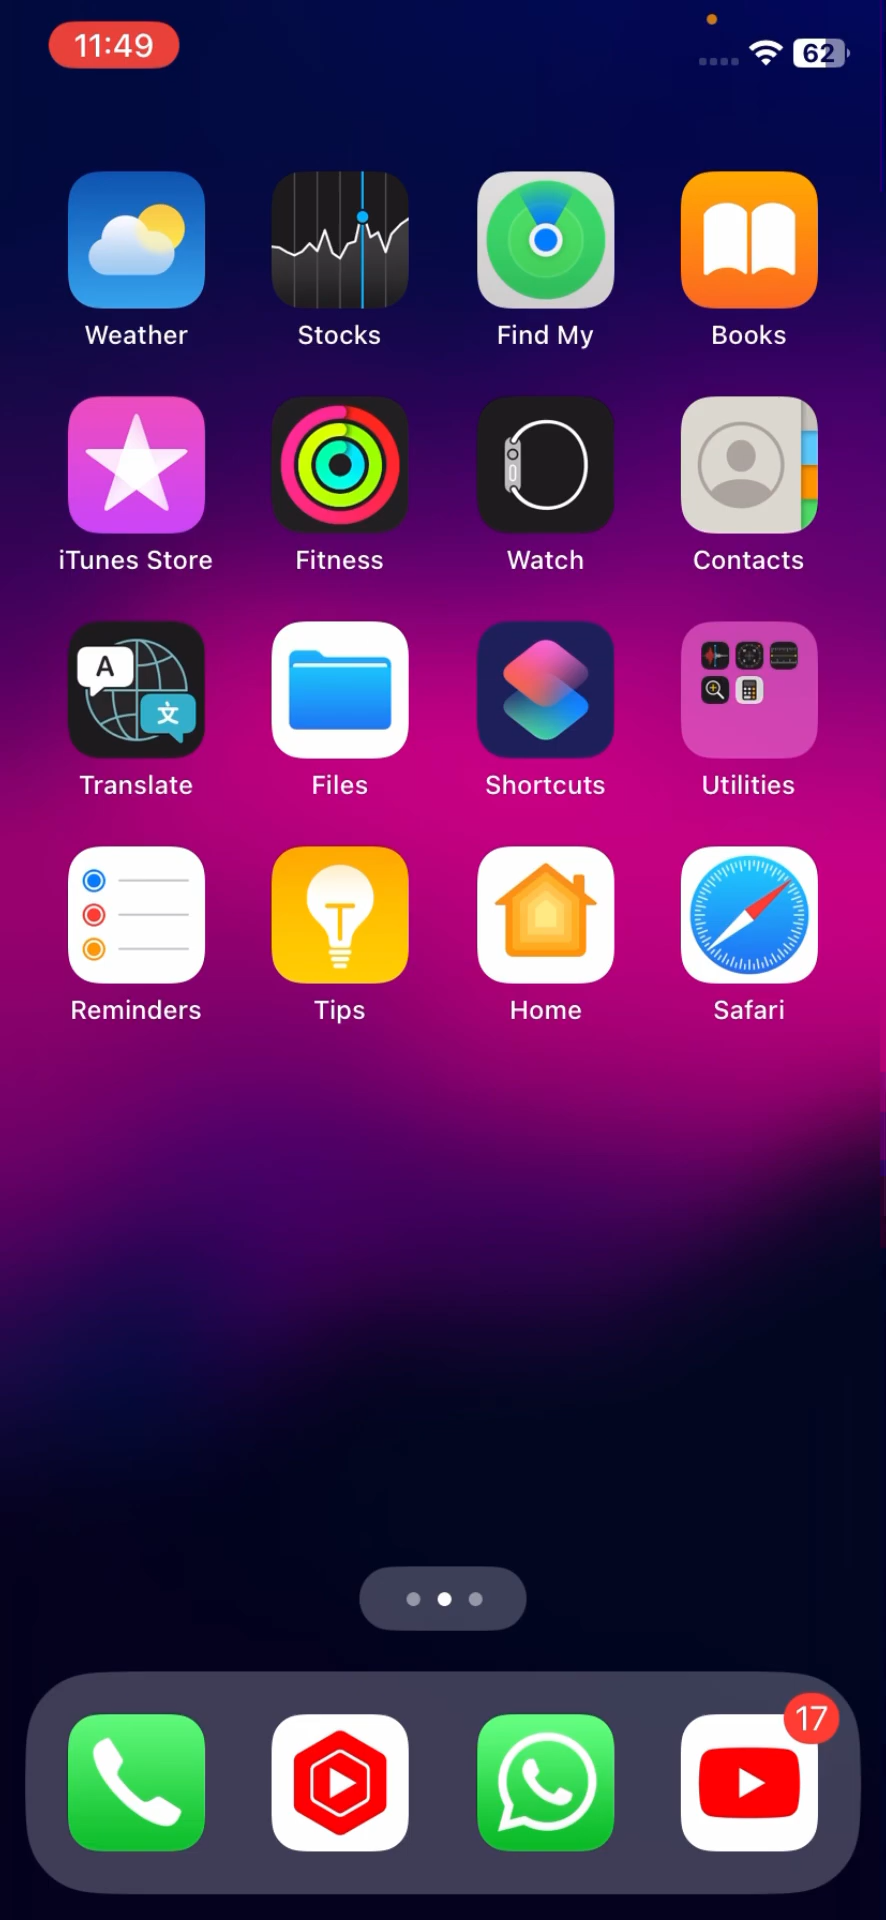 11:49
62
Weather Stocks Find My Books
iTunes Store Fitness Watch Contacts
A
文
Translate Files Shortcuts Utilities
Reminders Tips Home Safari
17